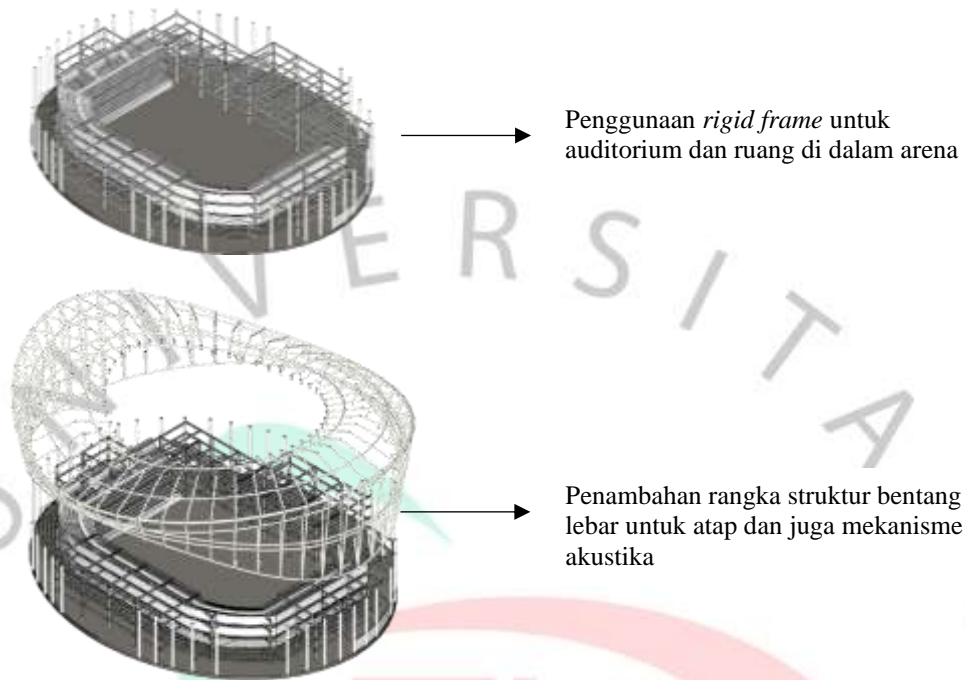 Penggunaan rigid frame untuk
auditorium dan ruang di dalam arena
Penambahan rangka struktur bentang
lebar untuk atap dan juga mekanisme
akustika